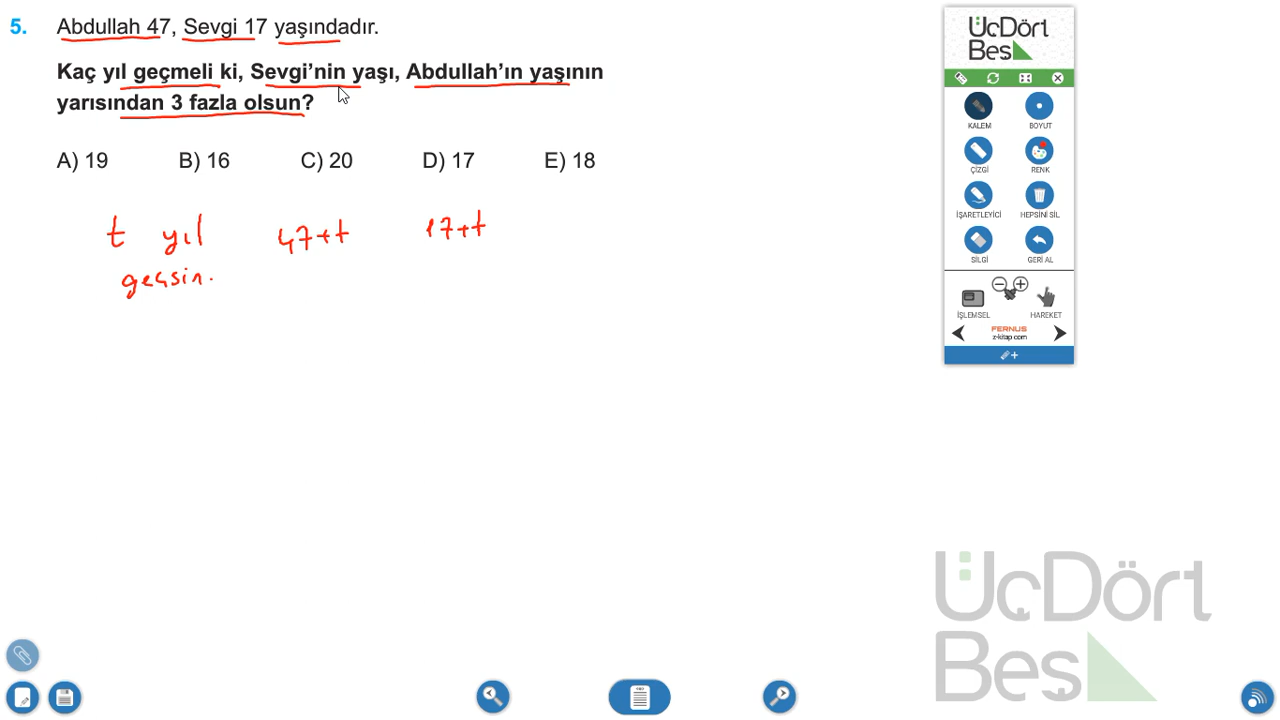 5. Abdullah 47, Sevgi 17 yaşındadır.
Kaç yıl geçmeli ki, Sevgi’nin yaşı, Abdullah’ın yaşının
yarısından 3 fazla olsun?
A) 19 B) 16 C) 20 D) 17 E) 18
t yıl 47+t 17+t
geçsin.
ÜçDört
Beş
KALEM BOYUT
ÇİZGİ RENK
İŞARETLEYİCİ HEPSİNİ SİL
SİLGİ GERİ AL
İŞLEMSEL HAREKET
FERNUS
z-kitap.com
ÜçDört
Beş